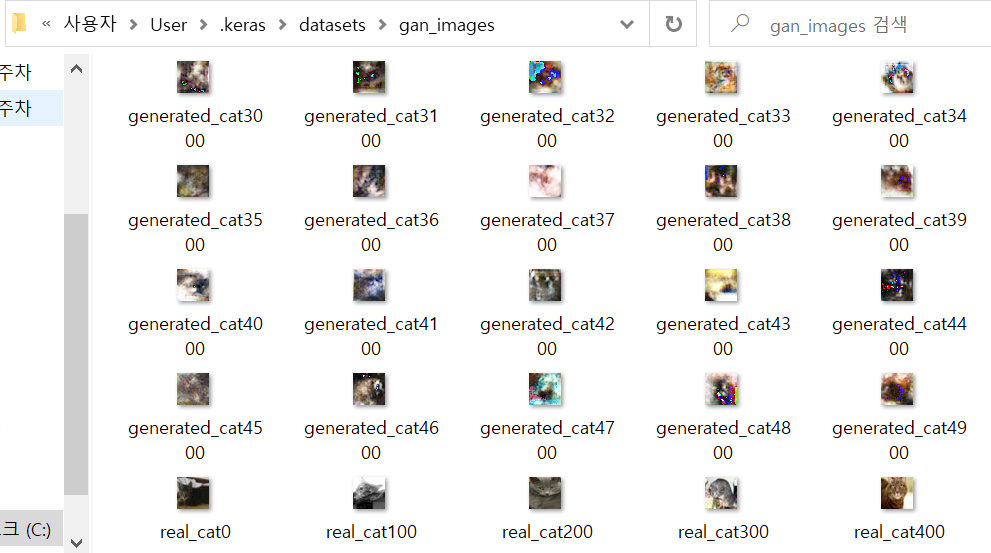 « 사용자 > User > .keras > datasets > gan_images
gan_images 검색
주차
주차
generated_cat30
00
generated_cat31
00
generated_cat32
00
generated_cat33
00
generated_cat34
00
generated_cat35
00
generated_cat36
00
generated_cat37
00
generated_cat38
00
generated_cat39
00
generated_cat40
00
generated_cat41
00
generated_cat42
00
generated_cat43
00
generated_cat44
00
generated_cat45
00
generated_cat46
00
generated_cat47
00
generated_cat48
00
generated_cat49
00
크 (C:)
real_cat0
real_cat100
real_cat200
real_cat300
real_cat400